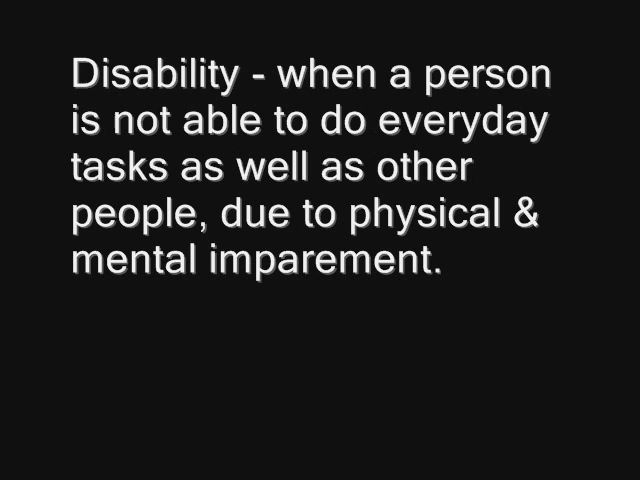 Disability - when a person
is not able to do everyday
tasks as well as other
people, due to physical &
mental imparement.